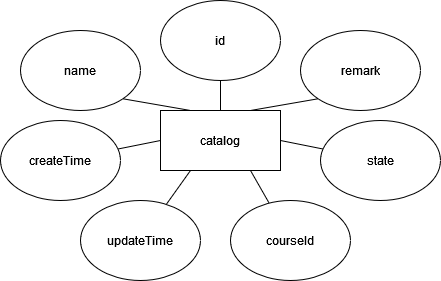 id
name
remark
catalog
createTime
state
updateTime
courseId